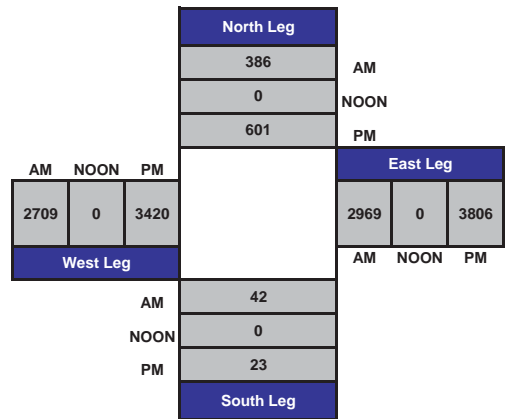 North Leg
386 AM
0 NOON
601 PM
AM NOON PM
East Leg
2709 0 3420
2969 0 3806
West Leg
AM NOON PM
AM 42
NOON 0
PM 23
South Leg